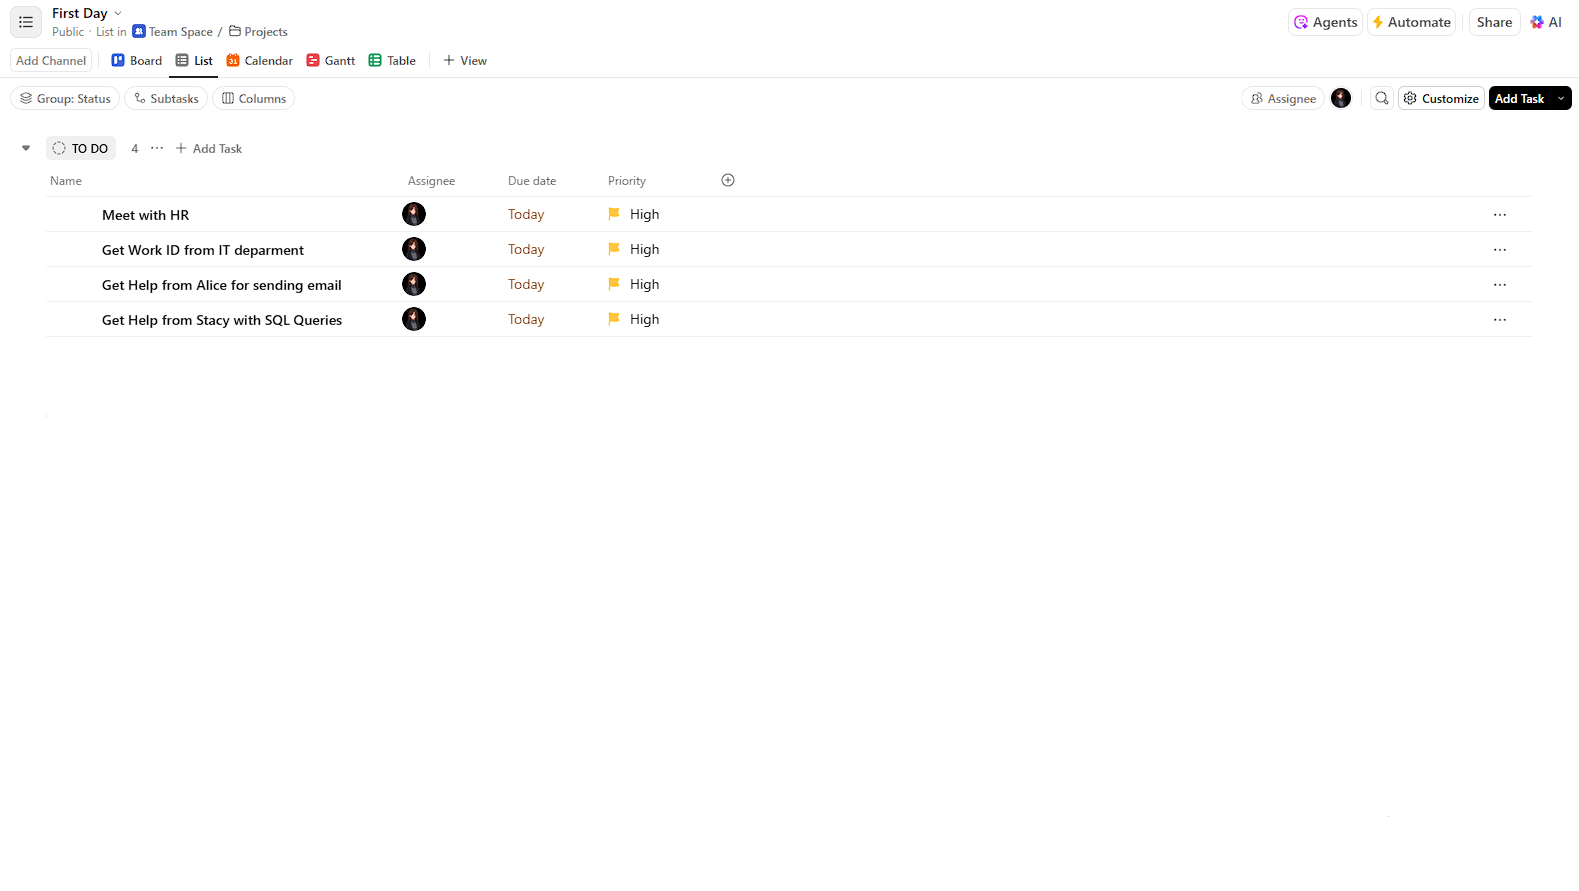 First Day
Public · List in Team Space / Projects
Agents Automate Share AI
Add Channel Board List 31 Calendar Gantt Table + View
Group: Status Subtasks Columns Assignee Customize Add Task
TO DO 4 ··· + Add Task
Name Assignee Due date Priority
Meet with HR Today High ···
Get Work ID from IT deparment Today High ···
Get Help from Alice for sending email Today High ···
Get Help from Stacy with SQL Queries Today High ···